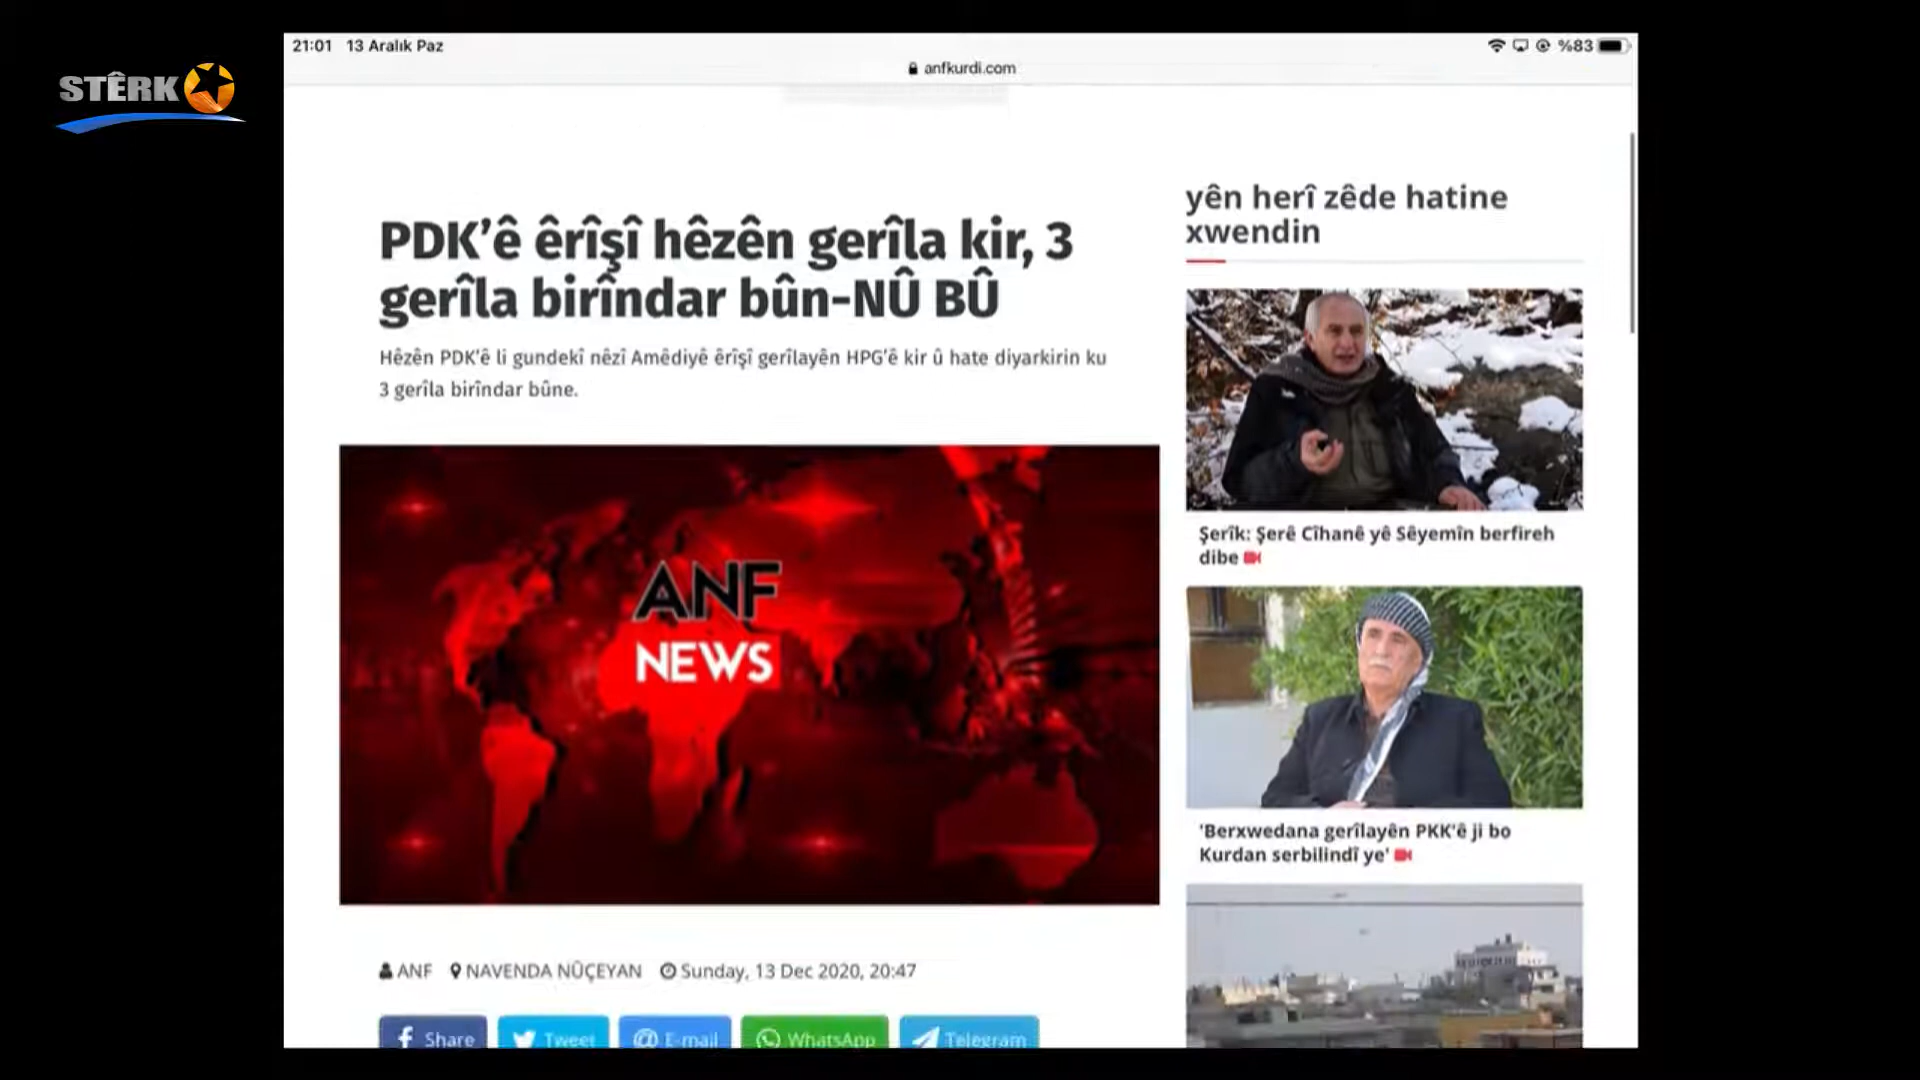 21:01 13 Aralık Paz
%83
anfkurdi.com
STÊRK
PDK’ê êrîşî hêzên gerîla kir, 3
gerîla birîndar bûn-NÛ BÛ
Hêzên PDK'ê li gundekî nêzî Amêdiyê êrîşî gerîlayên HPG'ê kir û hate diyarkirin ku
3 gerîla birîndar bûne.
ANF
NEWS
ANF NAVENDA NÛÇEYAN Sunday, 13 Dec 2020, 20:47
Share Tweet E-mail WhatsApp Telegram
yên herî zêde hatine
xwendin
Şerîk: Şerê Cîhanê yê Sêyemîn berfireh
dibe
'Berxwedana gerîlayên PKK'ê ji bo
Kurdan serbilindî ye'